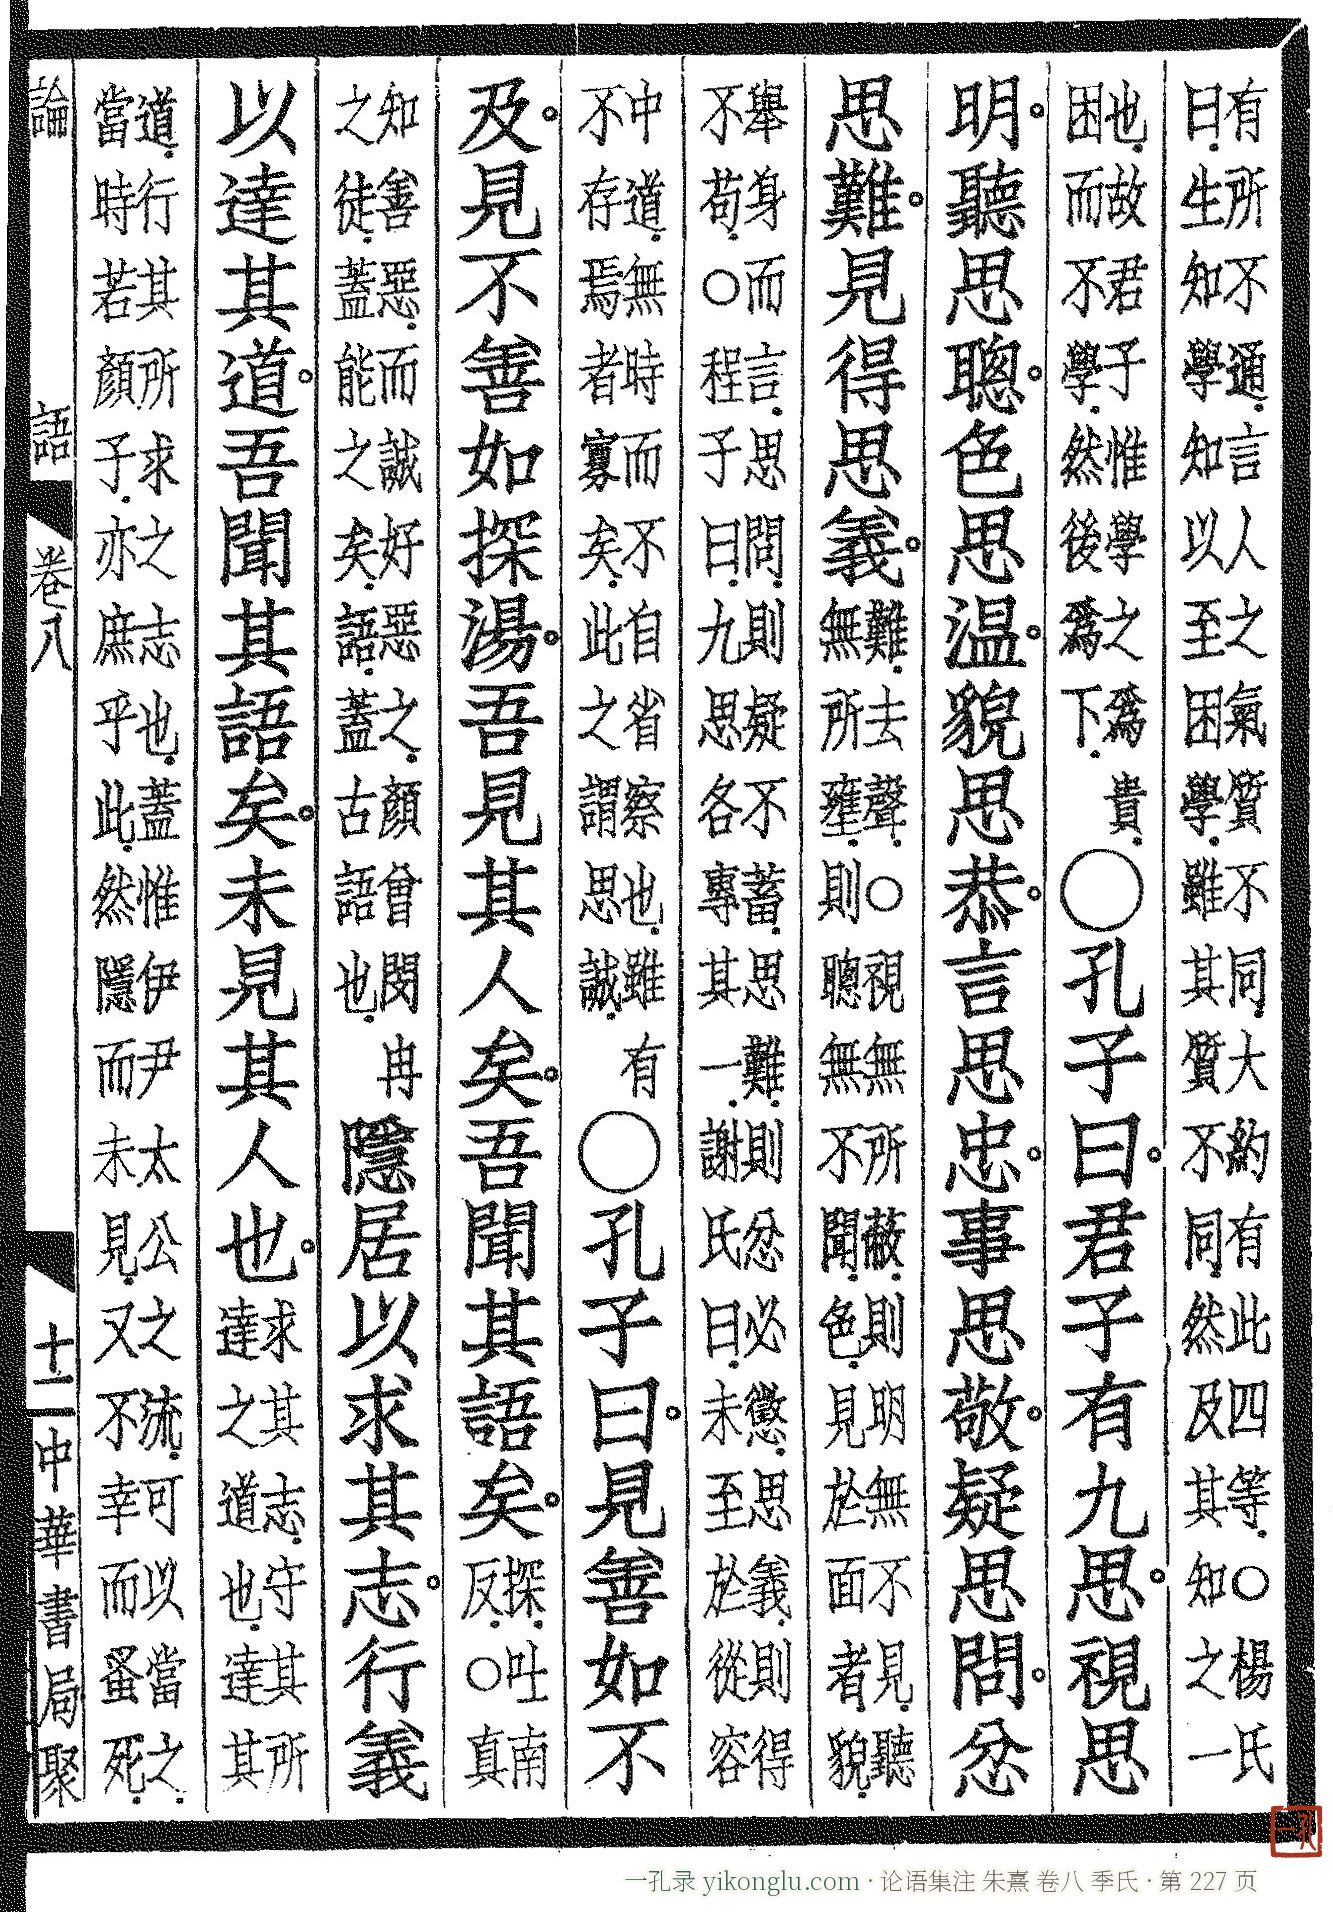 有所不通。言人之氣質不同。大約有此四等。○楊氏
曰。生知學知以至困學。雖其質不同。然及其知之一
也。故君子惟學之爲貴。
困而不學。然後爲下。
○孔子曰。君子有九思。視思
明。聽思聰。色思温。貌思恭。言思忠。事思敬。疑思問。忿
思難。見得思義。
難。去聲。○視無所蔽。則明無不見。聽
無所壅。則聰無不聞。色。見於面者。貌。
舉身而言。思問。則疑不蓄。思難。則忿必懲。思義。則得
不苟。○程子曰。九思各專其一。謝氏曰。未至於從容
中道。無時而不自省察也。雖有
不存焉者寡矣。此之謂思誠。
○孔子曰。見善如不
及。見不善如探湯。吾見其人矣。吾聞其語矣。
探。吐南
反。○真
知善惡。而誠好惡之。顏曾閔冉
之徒。蓋能之矣。語。蓋古語也。
隱居以求其志。行義
以達其道。吾聞其語矣。未見其人也。
求其志。守其所
達之道也。達其所
道。行其所求之志也。蓋惟伊尹太公之流。可以當之。
當時若顏子。亦庶乎此。然隱而未見。又不幸而蚤死。
論語 卷八 十二 中華書局聚
一孔录 yikonglu.com · 论语集注 朱熹 卷八 季氏 · 第 227 页